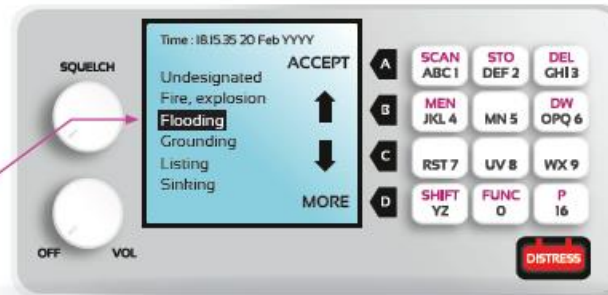 Time : 18.15.35 20 Feb YYYY
ACCEPT
Undesignated
Fire, explosion
Flooding
Grounding
Listing
Sinking
MORE
SQUELCH
OFF VOL
A
B
C
D
SCAN STO DEL
ABC 1 DEF 2 GHI 3
MEN DW
JKL 4 MN 5 OPQ 6
RST 7 UV 8 WX 9
SHIFT FUNC P
YZ 0 16
DISTRESS